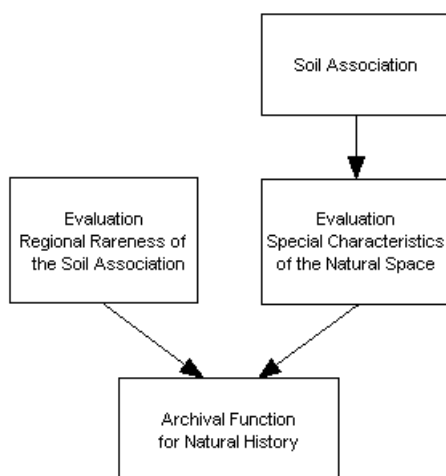 Soil Association
Evaluation
Regional Rareness of
the Soil Association
Evaluation
Special Characteristics
of the Natural Space
Archival Function
for Natural History